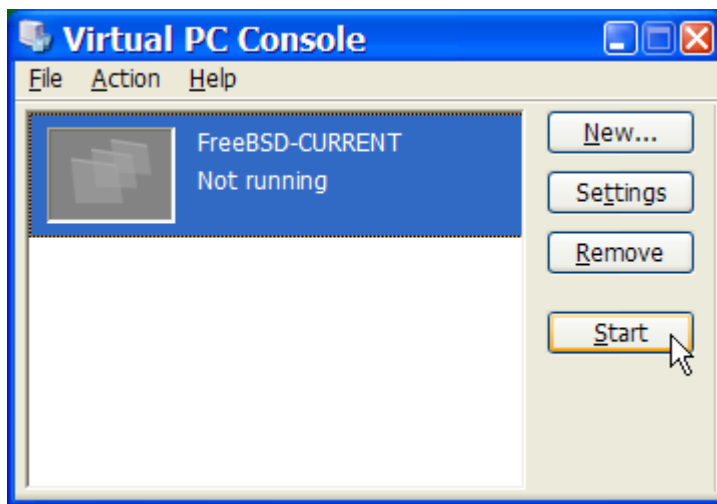 Virtual PC Console
File Action Help
FreeBSD-CURRENT
Not running
New...
Settings
Remove
Start